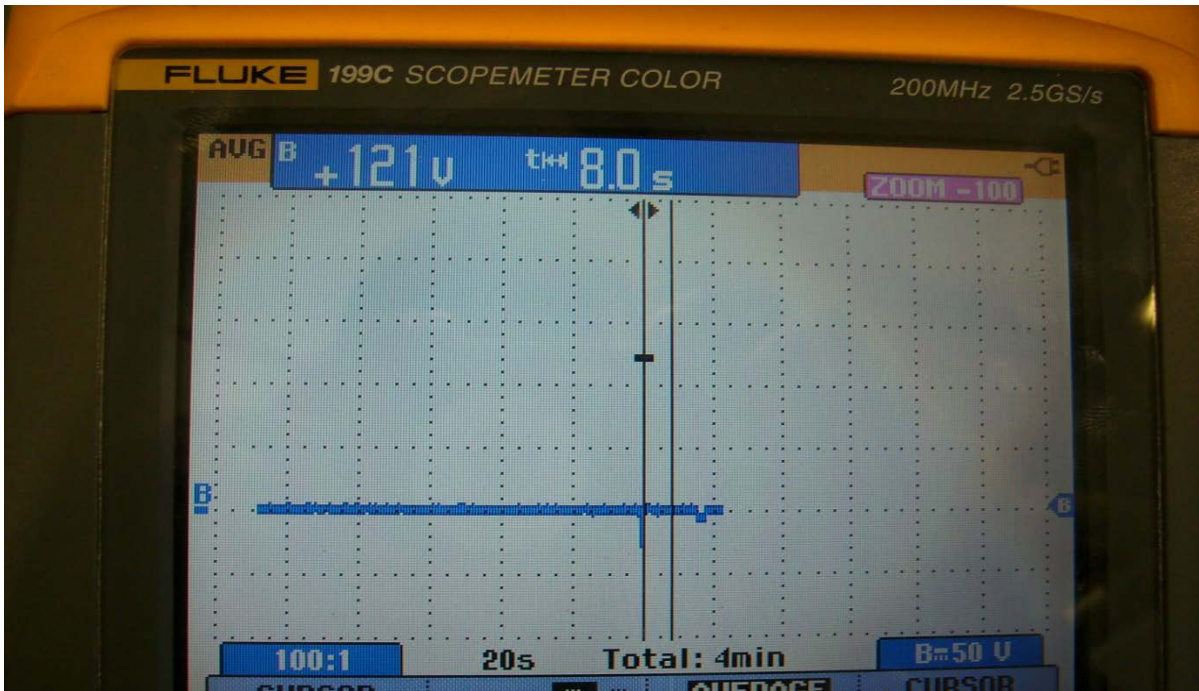 FLUKE 199C SCOPEMETER COLOR 200MHz 2.5GS/s
AVG B +121V t 8.0 s
ZOOM -100
B
B
100:1 20s Total: 4min B 50 V
CURSOR AVERAGE CURSOR